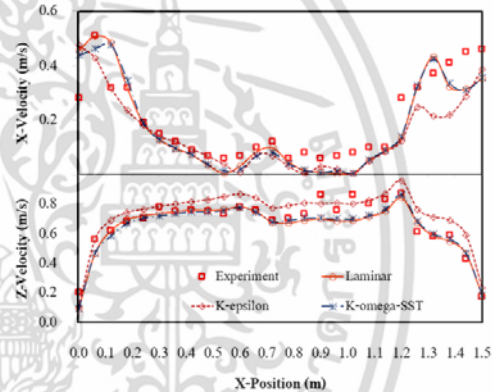 0.6
0.4
0.2
X-Velocity (m/s)
0.8
0.6
0.4
0.2
0.0
Z-Velocity (m/s)
Experiment
Laminar
K-epsilon
K-omega-SST
0.0 0.1 0.2 0.3 0.4 0.5 0.6 0.7 0.8 0.9 1.0 1.2 1.3 1.4 1.5
X-Position (m)